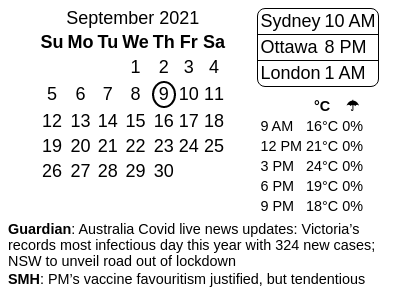 September 2021
Su Mo Tu We Th Fr Sa
1 2 3 4
5 6 7 8 9 10 11
12 13 14 15 16 17 18
19 20 21 22 23 24 25
26 27 28 29 30
Sydney 10 AM
Ottawa 8 PM
London 1 AM
°C ☂
9 AM 16°C 0%
12 PM 21°C 0%
3 PM 24°C 0%
6 PM 19°C 0%
9 PM 18°C 0%
Guardian: Australia Covid live news updates: Victoria’s
records most infectious day this year with 324 new cases;
NSW to unveil road out of lockdown
SMH: PM’s vaccine favouritism justified, but tendentious